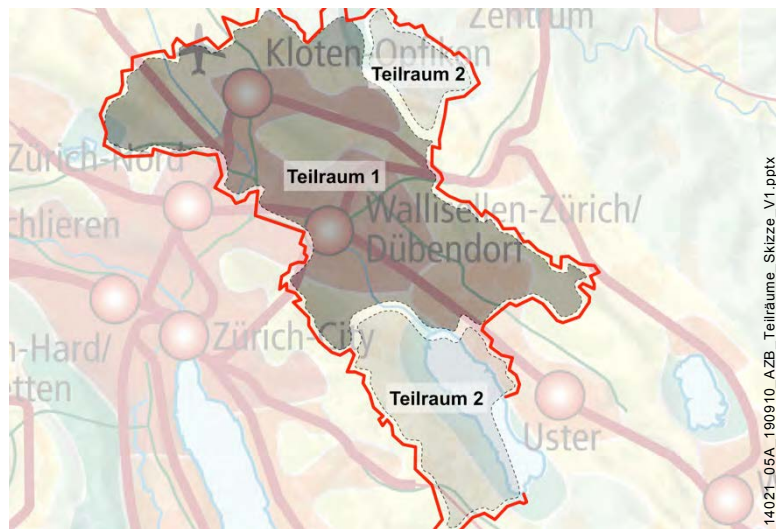 Zentrum
Kloten-Opfikon
Teilraum 2
Zürich-Nord
Teilraum 1
Wallisellen-Zürich/
Dübendorf
chlieren
Zürich-City
n-Hard/
etten
Teilraum 2
Uster
14021_05A_190910_AZB_Teilräume_Skizze_V1.pptx